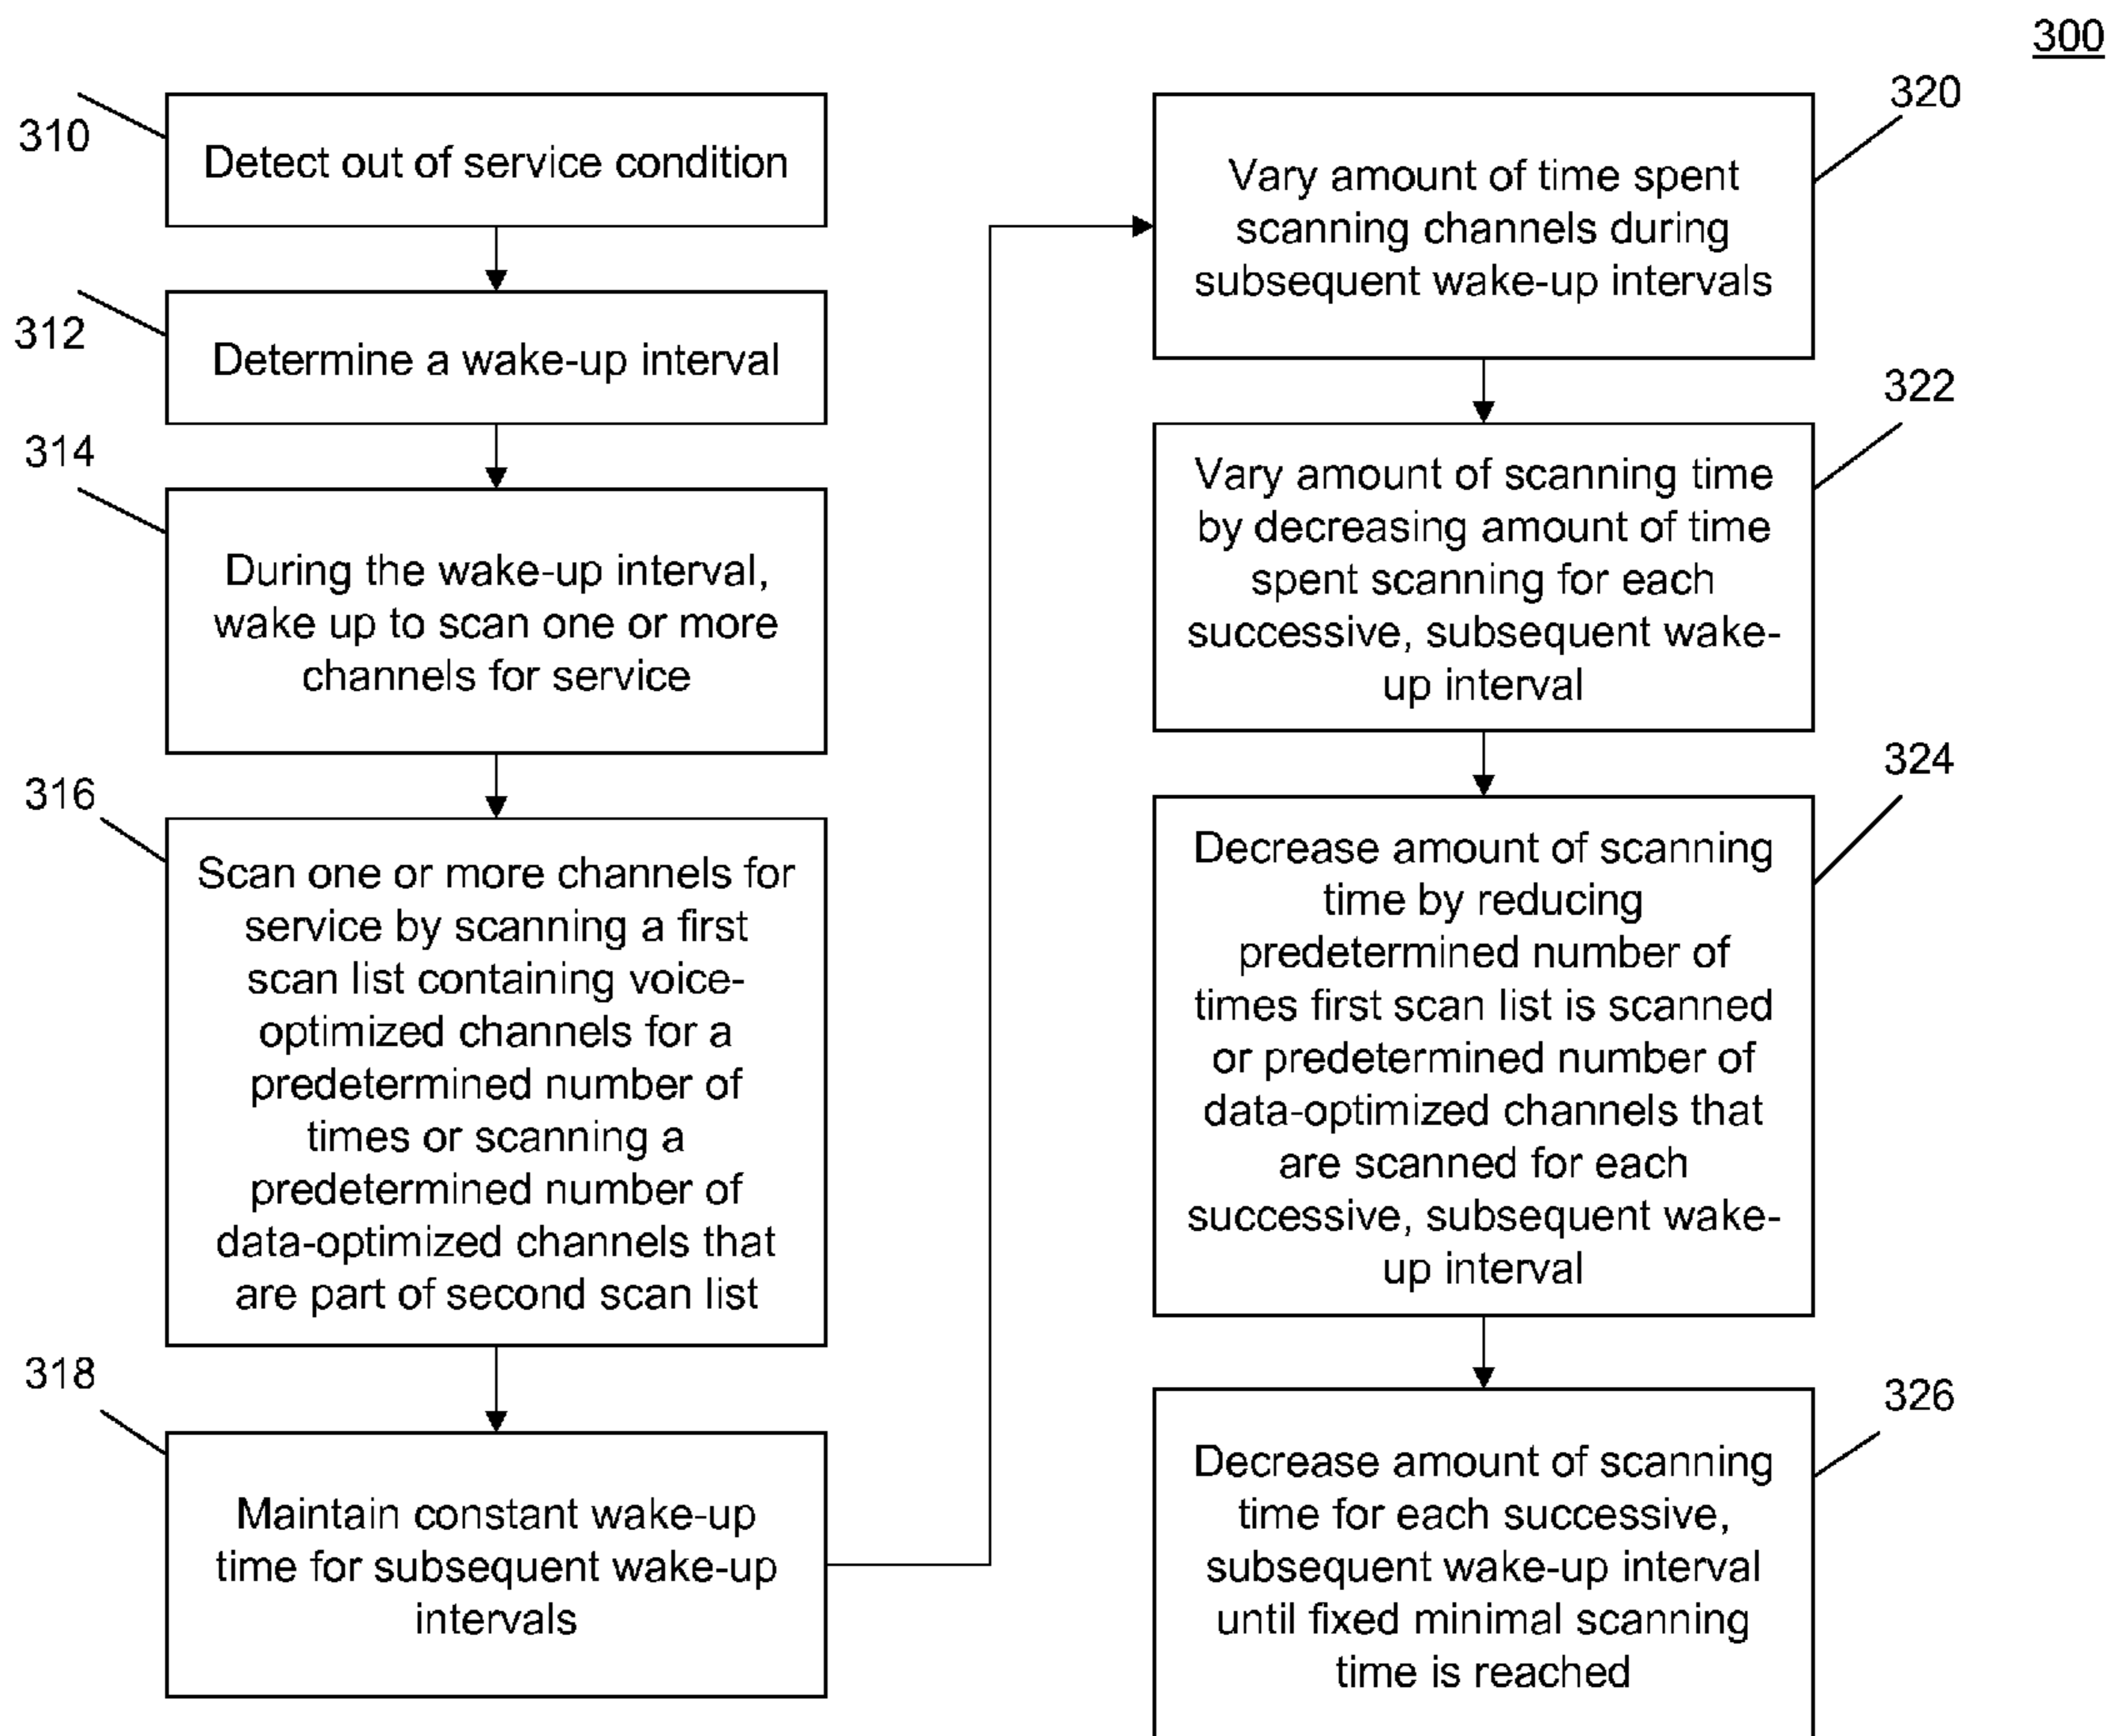 300
310
Detect out of service condition
312
Determine a wake-up interval
314
During the wake-up interval,
wake up to scan one or more
channels for service
316
Scan one or more channels for
service by scanning a first
scan list containing voice-
optimized channels for a
predetermined number of
times or scanning a
predetermined number of
data-optimized channels that
are part of second scan list
318
Maintain constant wake-up
time for subsequent wake-up
intervals
320
Vary amount of time spent
scanning channels during
subsequent wake-up intervals
322
Vary amount of scanning time
by decreasing amount of time
spent scanning for each
successive, subsequent wake-
up interval
324
Decrease amount of scanning
time by reducing
predetermined number of
times first scan list is scanned
or predetermined number of
data-optimized channels that
are scanned for each
successive, subsequent wake-
up interval
326
Decrease amount of scanning
time for each successive,
subsequent wake-up interval
until fixed minimal scanning
time is reached